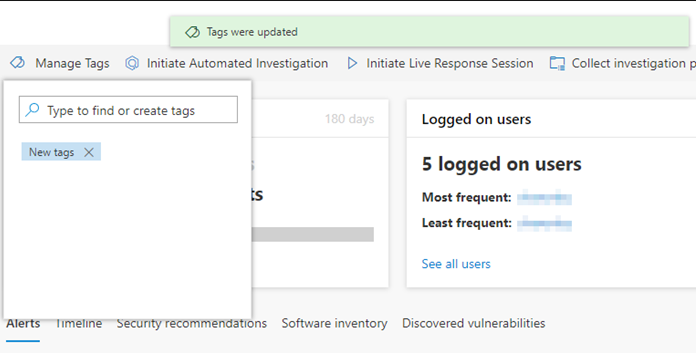 Tags were updated
Manage Tags
Initiate Automated Investigation
Initiate Live Response Session
Collect investigation p
Type to find or create tags
New tags
180 days
ts
Logged on users
5 logged on users
Most frequent:
Least frequent:
See all users
Alerts
Timeline
Security recommendations
Software inventory
Discovered vulnerabilities